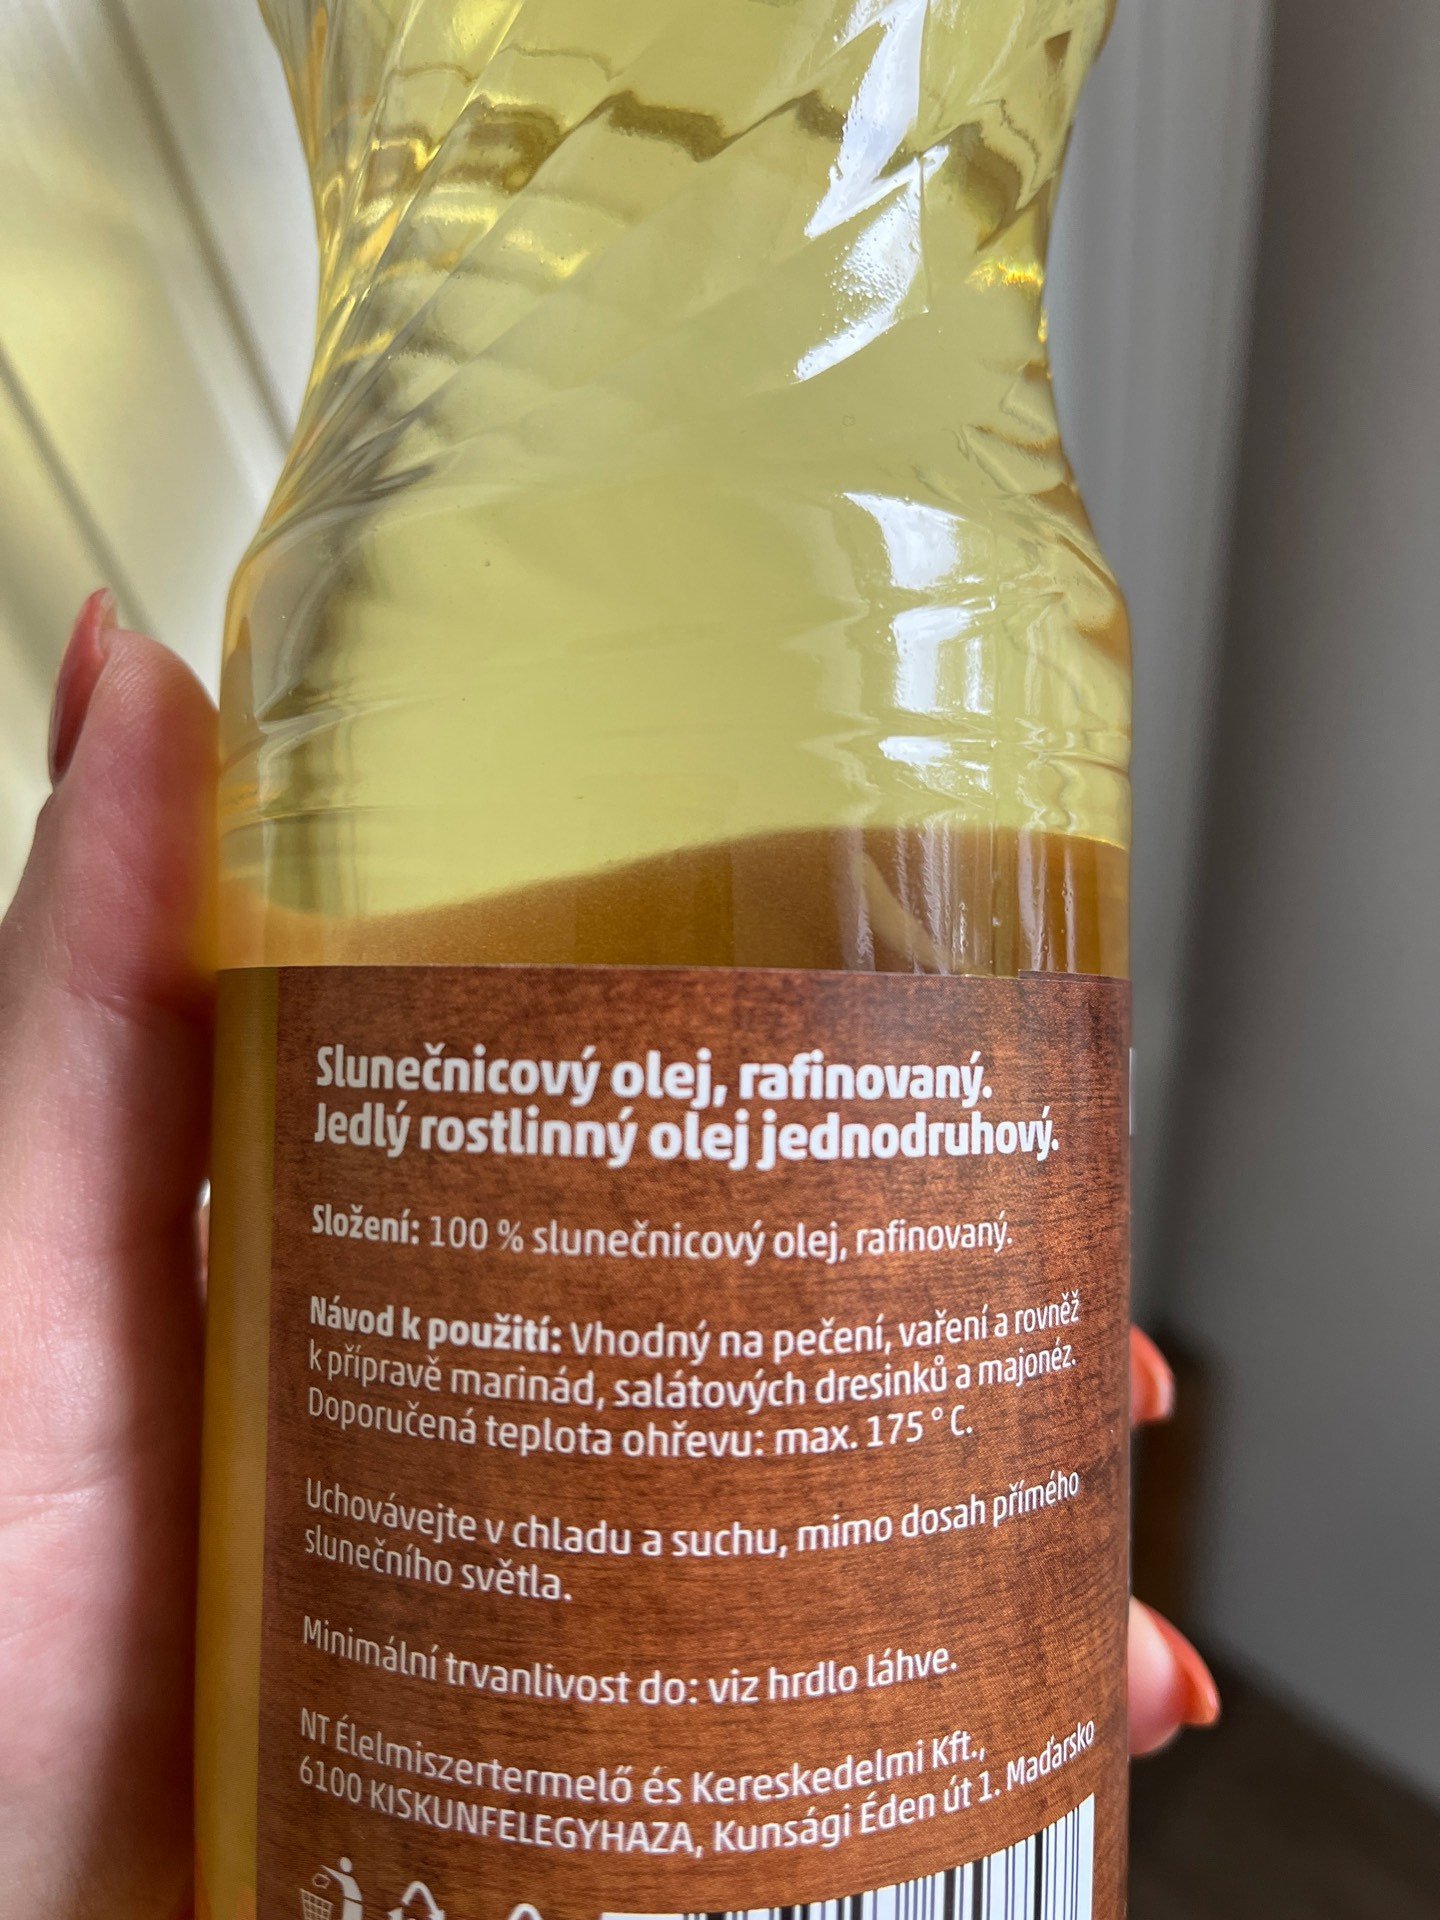 Slunečnicový olej, rafinovaný.
Jedlý rostlinný olej jednodruhový.
Složení: 100 % slunečnicový olej, rafinovaný.
Návod k použití: Vhodný na pečení, vaření a rovněž
k přípravě marinád, salátových dresinků a majonéz.
Doporučená teplota ohřevu: max. 175 ° C.
Uchovávejte v chladu a suchu, mimo dosah přímého
slunečního světla.
Minimální trvanlivost do: viz hrdlo láhve.
NT Élelmiszertermelő és Kereskedelmi Kft.,
6100 KISKUNFELEGYHAZA, Kunsági Éden út 1. Maďarsko